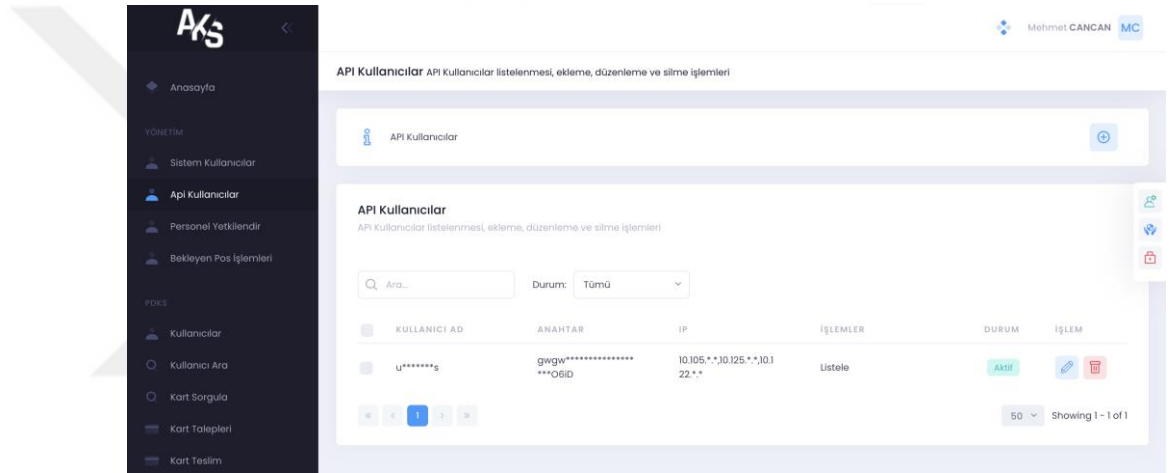 AKS
Mehmet CANCAN MC
API Kullanıcılar API Kullanıcılar listelenmesi, ekleme, düzenleme ve silme işlemleri
Anasayfa
YÖNETİM
Sistem Kullanıcılar
Api Kullanıcılar
Personel Yetkilendir
Bekleyen Pos İşlemleri
PDKS
Kullanıcılar
Kullanıcı Ara
Kart Sorgula
Kart Talepleri
Kart Teslim
API Kullanıcılar
API Kullanıcılar
API Kullanıcılar listelenmesi, ekleme, düzenleme ve silme işlemleri
Ara...
Durum: Tümü
KULLANICI AD ANAHTAR IP İŞLEMLER DURUM İŞLEM
u*******s gwgw*************** 10.105.*.*,10.125.*.*,10.1 Listele Aktif
***O6iD 22.*.*
« ‹ 1 › »
50 Showing 1 - 1 of 1